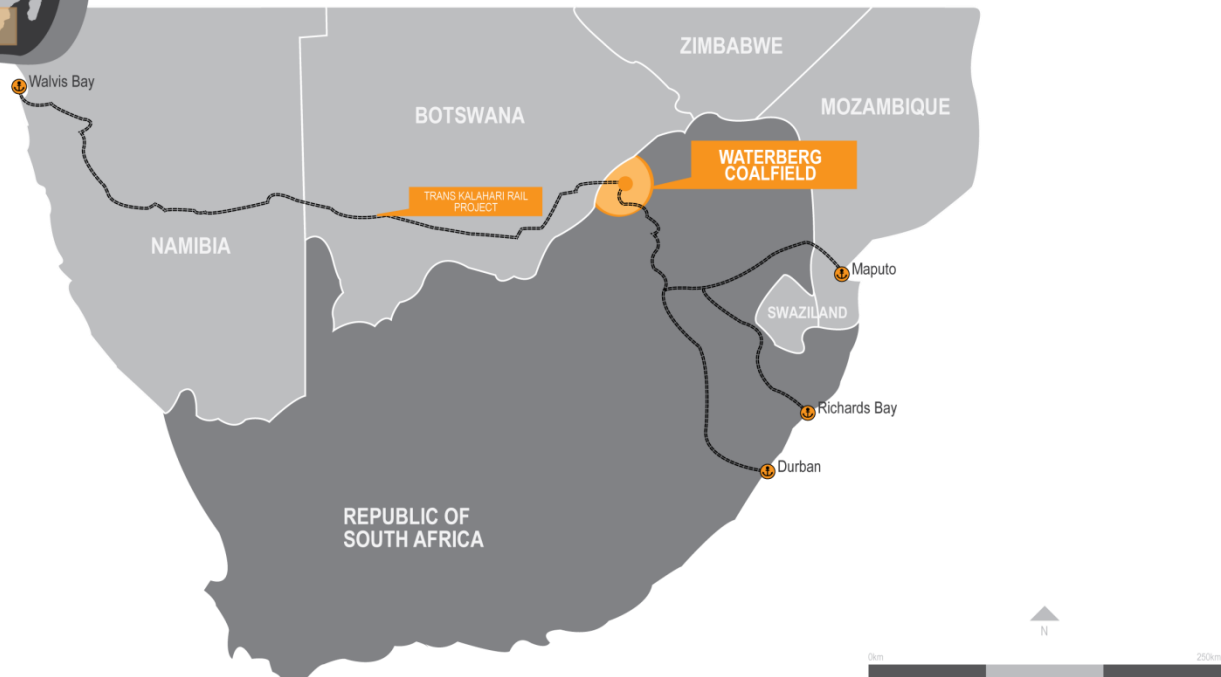 ZIMBABWE
Walvis Bay
MOZAMBIQUE
BOTSWANA
WATERBERG
COALFIELD
TRANS KALAHARI RAIL
PROJECT
NAMIBIA
Maputo
SWAZILAND
Richards Bay
Durban
REPUBLIC OF
SOUTH AFRICA
N
0km
250km